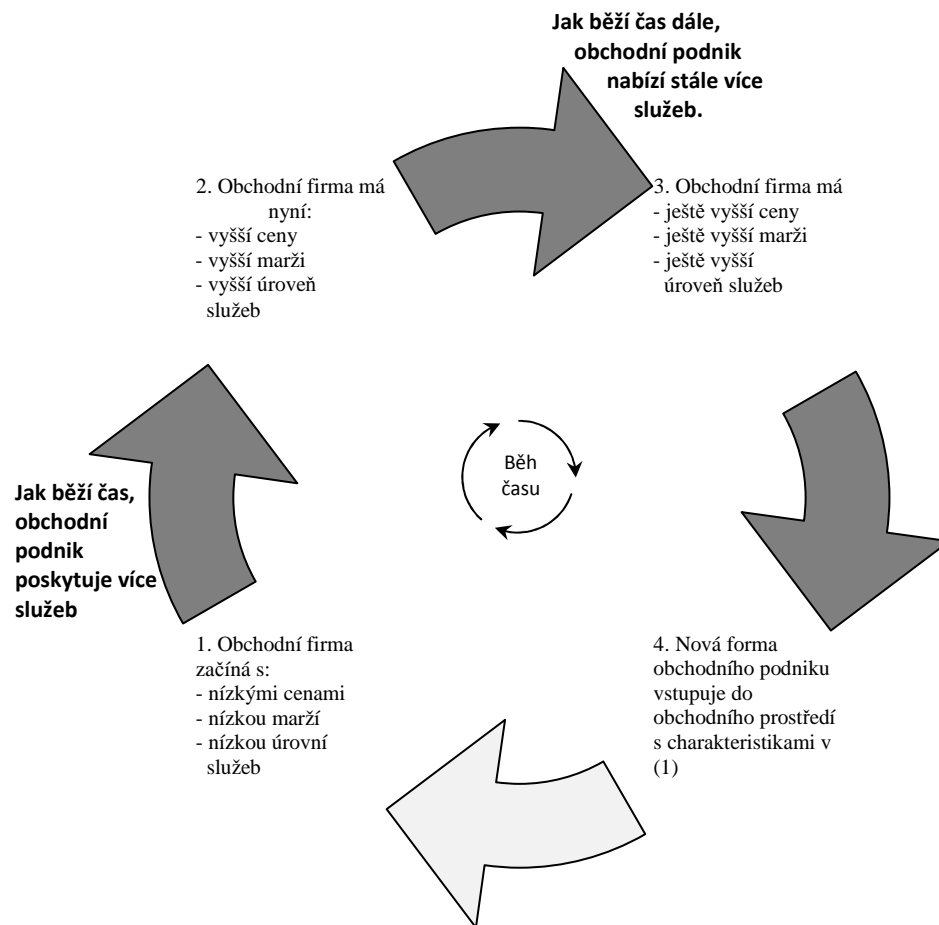 Jak běží čas dále,
obchodní podnik
nabízí stále více
služeb.
2. Obchodní firma má
nyní:
- vyšší ceny
- vyšší marži
- vyšší úroveň
služeb
3. Obchodní firma má
- ještě vyšší ceny
- ještě vyšší marži
- ještě vyšší
úroveň služeb
Běh
času
Jak běží čas,
obchodní
podnik
poskytuje více
služeb
1. Obchodní firma
začíná s:
- nízkými cenami
- nízkou marží
- nízkou úrovní
služeb
4. Nová forma
obchodního podniku
vstupuje do
obchodního prostředí
s charakteristikami v
(1)